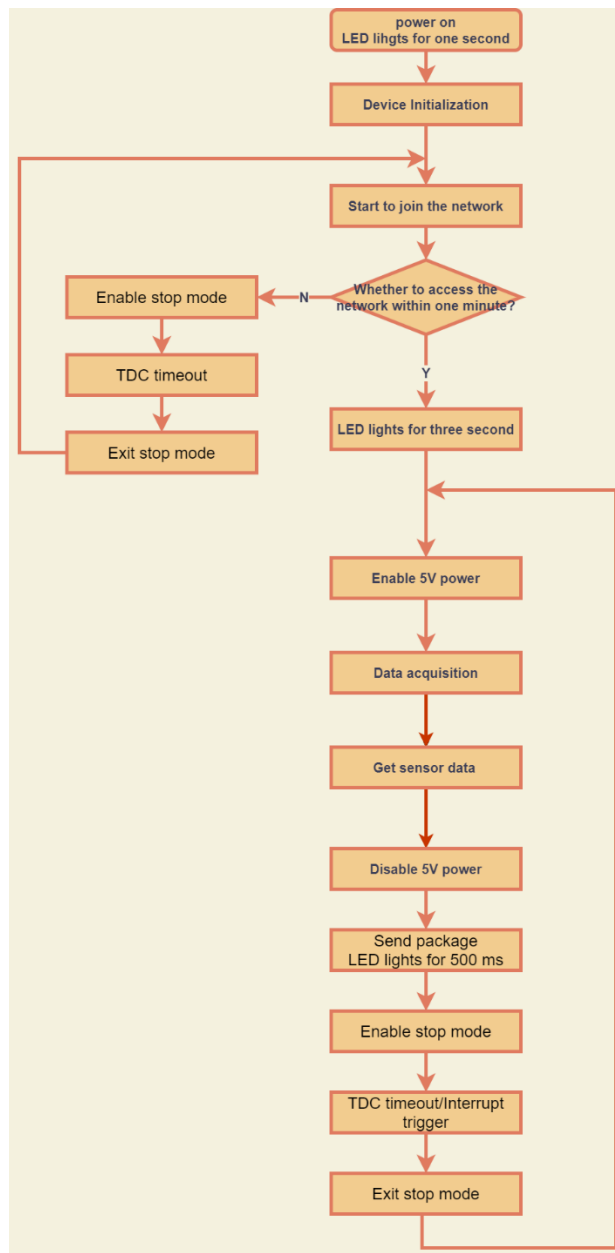 power on
LED lihgts for one second
Device Initialization
Start to join the network
Whether to access the
network within one minute?
N
Enable stop mode
TDC timeout
Exit stop mode
Y
LED lights for three second
Enable 5V power
Data acquisition
Get sensor data
Disable 5V power
Send package
LED lights for 500 ms
Enable stop mode
TDC timeout/Interrupt
trigger
Exit stop mode